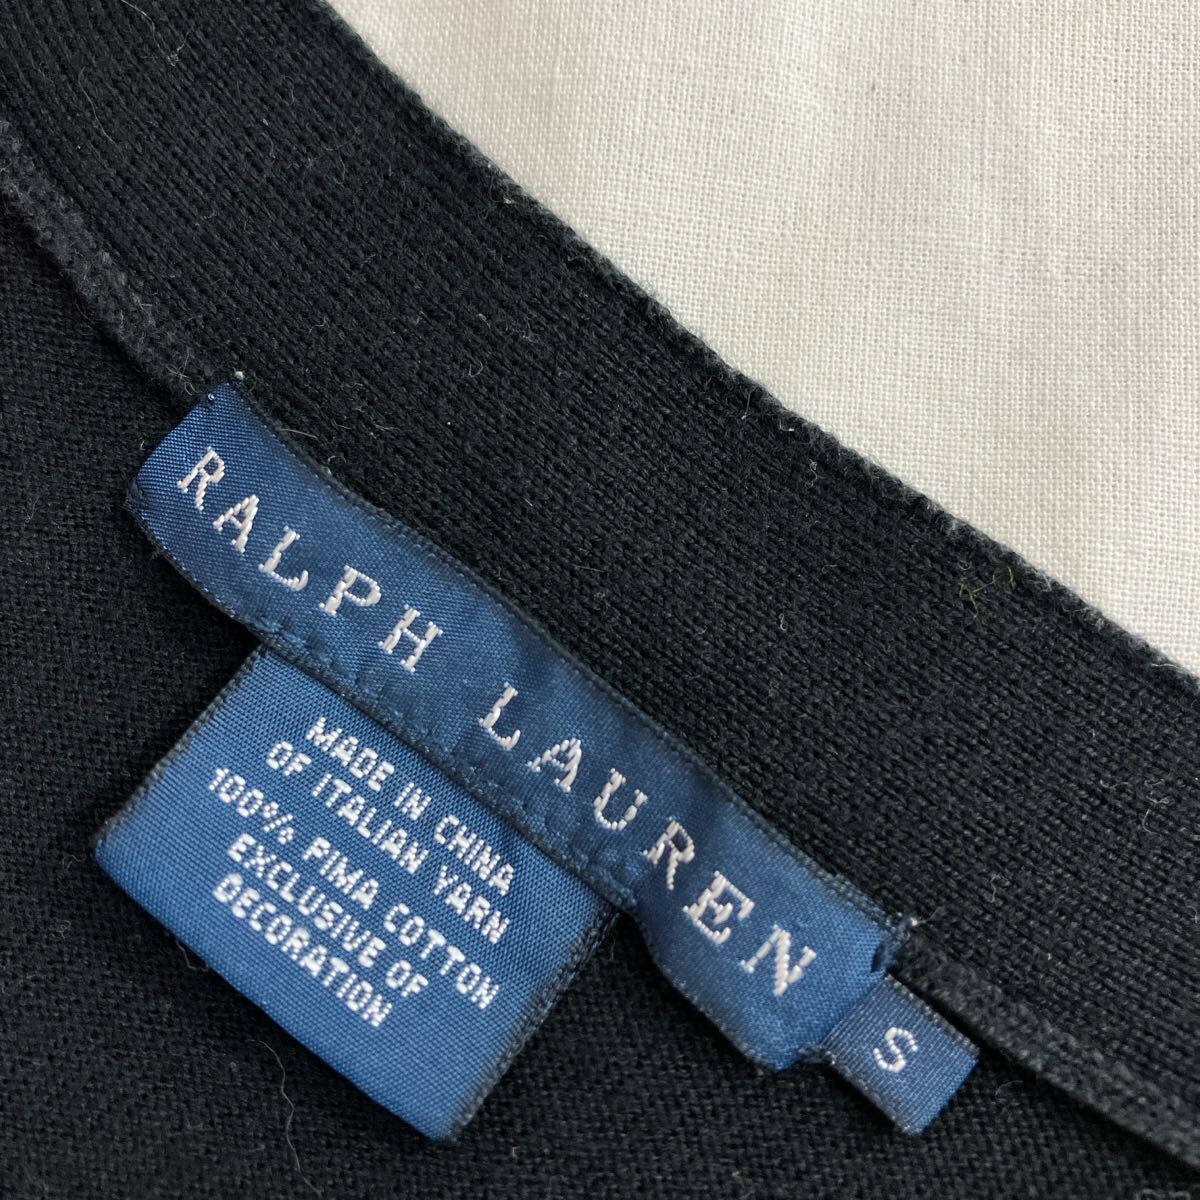 RALPH LAUREN
S
MADE IN CHINA
OF ITALIAN YARN
100% PIMA COTTON
EXCLUSIVE OF
DECORATION